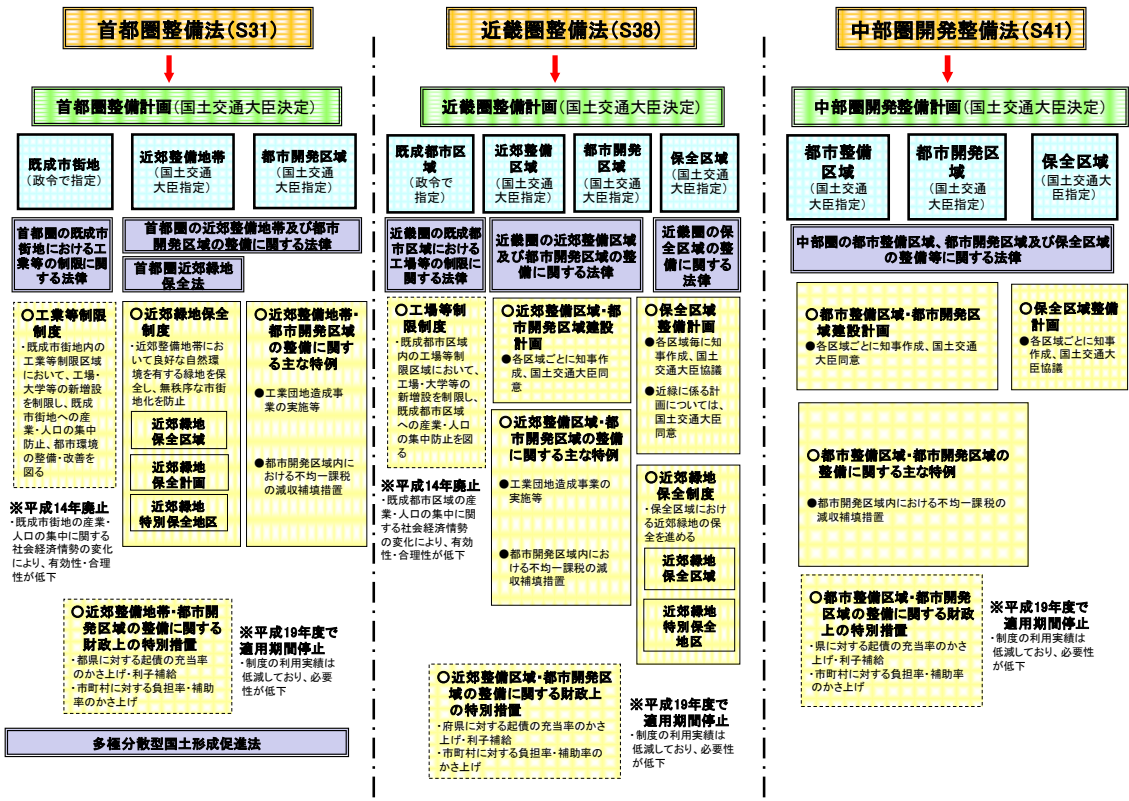 首都圏整備法(S31)
首都圏整備計画(国土交通大臣決定)
既成市街地
(政令で指定)
近郊整備地帯
(国土交通
大臣指定)
都市開発区域
(国土交通
大臣指定)
首都圏の既成市
街地における工
業等の制限に関
する法律
首都圏の近郊整備地帯及び都市
開発区域の整備に関する法律
首都圏近郊緑地
保全法
○工業等制限
制度
・既成市街地内の
工業等制限区域
において、工場・
大学等の新増設
を制限し、既成
市街地への産
業・人口の集中
防止、都市環境
の整備・改善を
図る
※平成14年廃止
・既成市街地の産業・
人口の集中に関する
社会経済情勢の変化
により、有効性・合理
性が低下
○近郊緑地保全
制度
・近郊整備地帯に
おいて良好な自然環
境を有する緑地を保
全し、無秩序な市街
地化を防止
近郊緑地
保全区域
近郊緑地
保全計画
近郊緑地
特別保全地区
○近郊整備地帯・
都市開発区域
の整備に関す
る主な特例
●工業団地造成事
業の実施等
●都市開発区域内に
おける不均一課税
の減収補填措置
○近郊整備地帯・都市開
発区域の整備に関する
財政上の特別措置
・都県に対する起債の充当率
のかさ上げ・利子補給
・市町村に対する負担率・補助
率のかさ上げ
※平成19年度で
適用期間停止
・制度の利用実績は
低減しており、必要
性が低下
多極分散型国土形成促進法
近畿圏整備法(S38)
近畿圏整備計画(国土交通大臣決定)
既成都市区
域
(政令で
指定)
近郊整備
区域
(国土交通
大臣指定)
都市開発
区域
(国土交通
大臣指定)
保全区域
(国土交通
大臣指定)
近畿圏の既成都
市区域における
工場等の制限に
関する法律
近畿圏の近郊整備区域
及び都市開発区域の整
備に関する法律
近畿圏の保
全区域の整
備に関する
法律
○工場等制
限制度
・既成都市区域
内の工場等制
限区域において、
工場・大学等の
新増設を制限し、
既成都市区域
への産業・人口
の集中防止を図
る
※平成14年廃止
・既成都市区域の産
業・人口の集中に関
する社会経済情勢
の変化により、有効
性・合理性が低下
○近郊整備区域・都
市開発区域建設
計画
●各区域ごとに知事作
成、国土交通大臣同
意
○近郊整備区域・都
市開発区域の整備
に関する主な特例
●工業団地造成事業の
実施等
●都市開発区域内にお
ける不均一課税の減
収補填措置
○保全区域
整備計画
●各区域毎に知
事作成、国土
交通大臣協議
●近緑に係る計
画については、
国土交通大臣
同意
○近郊緑地
保全制度
・保全区域におけ
る近郊緑地の保
全を進める
近郊緑地
保全区域
近郊緑地
特別保全
地区
○近郊整備区域・都市開発区
域の整備に関する財政上
の特別措置
・府県に対する起債の充当率のかさ
上げ・利子補給
・市町村に対する負担率・補助率の
かさ上げ
※平成19年度で
適用期間停止
・制度の利用実績は
低減しており、必要性
が低下
中部圏開発整備法(S41)
中部圏開発整備計画(国土交通大臣決定)
都市整備
区域
(国土交通
大臣指定)
都市開発区
域
(国土交通
大臣指定)
保全区域
(国土交通大
臣指定)
中部圏の都市整備区域、都市開発区域及び保全区域
の整備等に関する法律
○都市整備区域・都市開発区
域建設計画
●各区域ごとに知事作成、国土交通
大臣同意
○保全区域整備
計画
●各区域ごとに知事
作成、国土交通大
臣協議
○都市整備区域・都市開発区域の
整備に関する主な特例
●都市開発区域内における不均一課税の
減収補填措置
○都市整備区域・都市開発
区域の整備に関する財政
上の特別措置
・県に対する起債の充当率のかさ
上げ・利子補給
・市町村に対する負担率・補助率
のかさ上げ
※平成19年度で
適用期間停止
・制度の利用実績は
低減しており、必要性
が低下